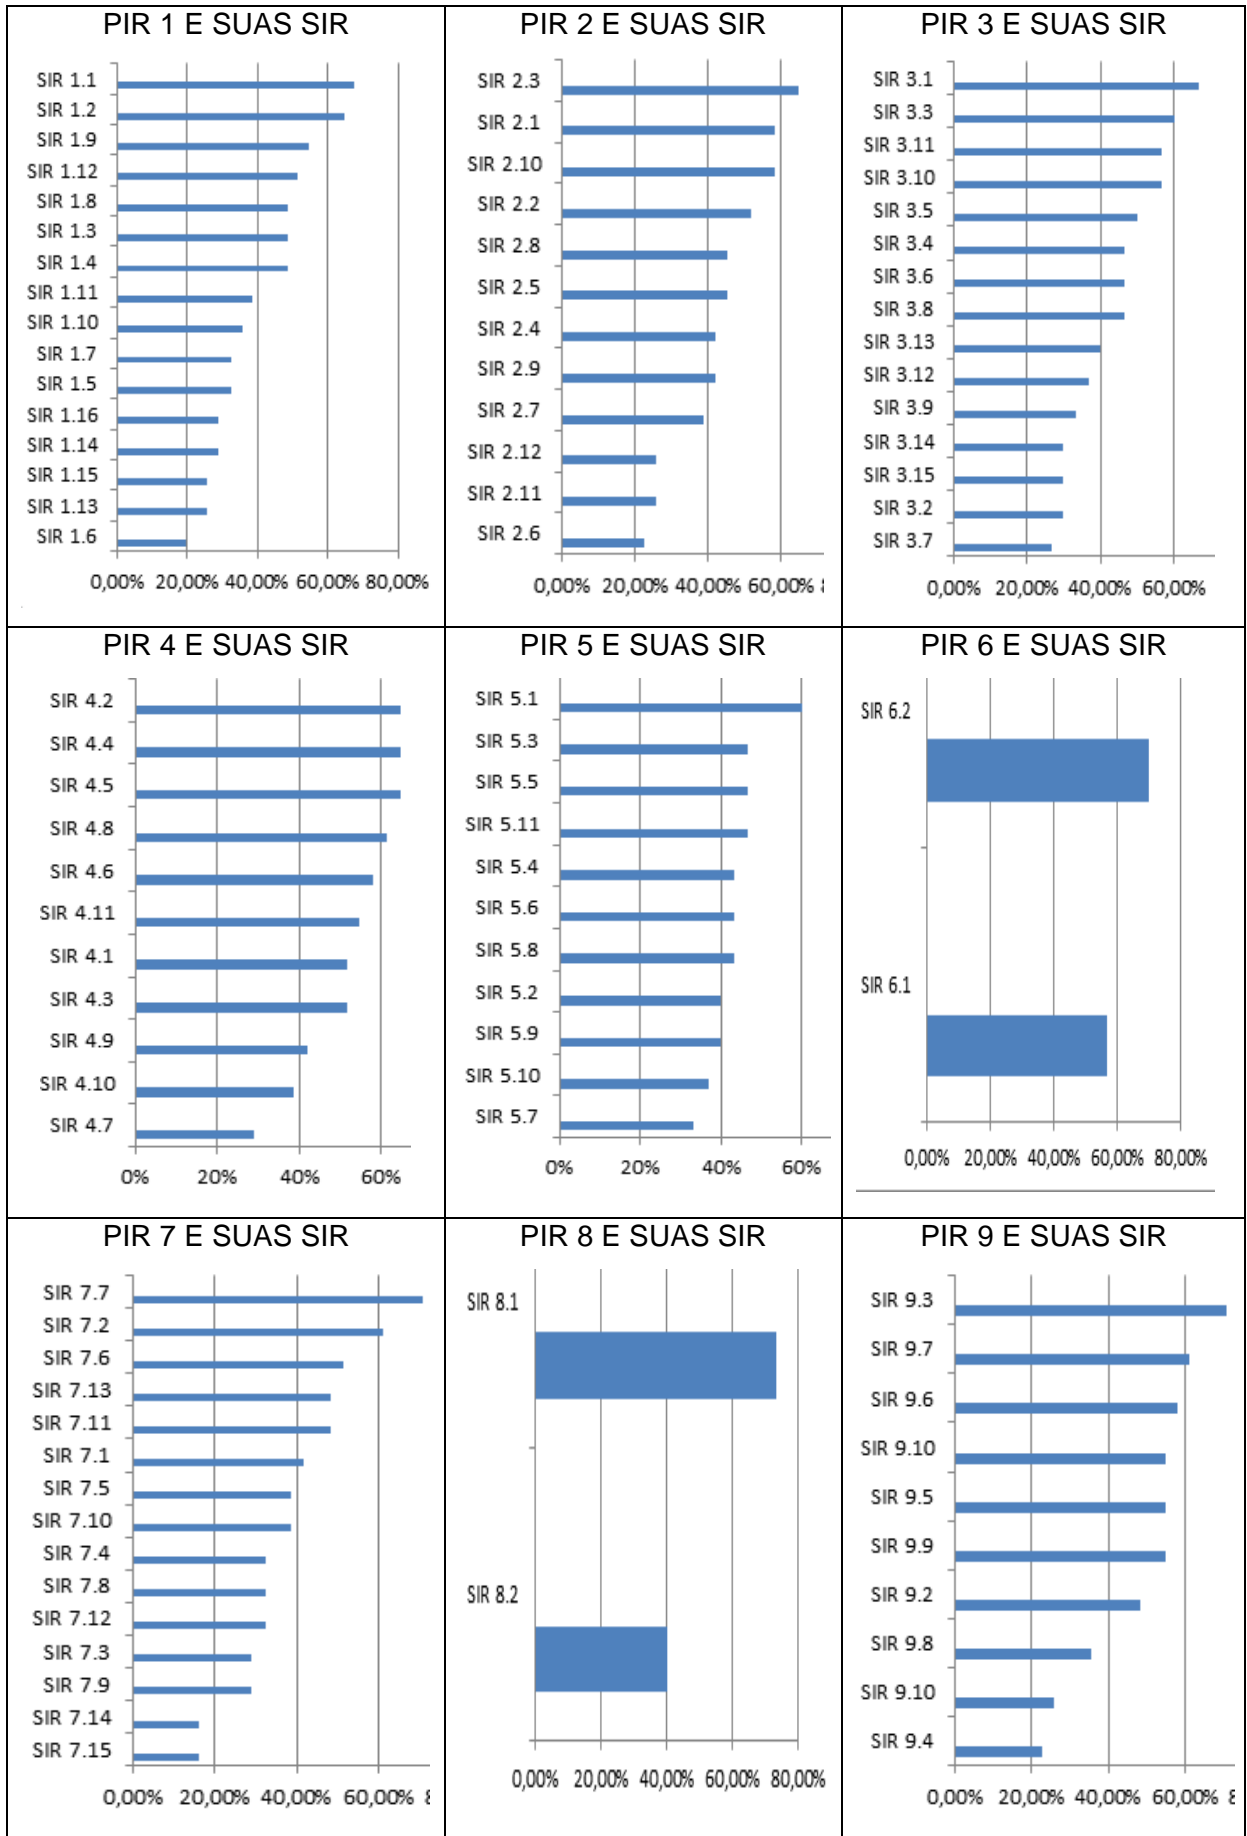 PIR 1 E SUAS SIR
SIR 1.1
SIR 1.2
SIR 1.9
SIR 1.12
SIR 1.8
SIR 1.3
SIR 1.4
SIR 1.11
SIR 1.10
SIR 1.7
SIR 1.5
SIR 1.16
SIR 1.14
SIR 1.15
SIR 1.13
SIR 1.6
0,00% 20,00% 40,00% 60,00% 80,00%
PIR 2 E SUAS SIR
SIR 2.3
SIR 2.1
SIR 2.10
SIR 2.2
SIR 2.8
SIR 2.5
SIR 2.4
SIR 2.9
SIR 2.7
SIR 2.12
SIR 2.11
SIR 2.6
0,00% 20,00% 40,00% 60,00%
PIR 3 E SUAS SIR
SIR 3.1
SIR 3.3
SIR 3.11
SIR 3.10
SIR 3.5
SIR 3.4
SIR 3.6
SIR 3.8
SIR 3.13
SIR 3.12
SIR 3.9
SIR 3.14
SIR 3.15
SIR 3.2
SIR 3.7
0,00% 20,00% 40,00% 60,00%
PIR 4 E SUAS SIR
SIR 4.2
SIR 4.4
SIR 4.5
SIR 4.8
SIR 4.6
SIR 4.11
SIR 4.1
SIR 4.3
SIR 4.9
SIR 4.10
SIR 4.7
0% 20% 40% 60%
PIR 5 E SUAS SIR
SIR 5.1
SIR 5.3
SIR 5.5
SIR 5.11
SIR 5.4
SIR 5.6
SIR 5.8
SIR 5.2
SIR 5.9
SIR 5.10
SIR 5.7
0% 20% 40% 60%
PIR 6 E SUAS SIR
SIR 6.2
SIR 6.1
0,00% 20,00% 40,00% 60,00% 80,00%
PIR 7 E SUAS SIR
SIR 7.7
SIR 7.2
SIR 7.6
SIR 7.13
SIR 7.11
SIR 7.1
SIR 7.5
SIR 7.10
SIR 7.4
SIR 7.8
SIR 7.12
SIR 7.3
SIR 7.9
SIR 7.14
SIR 7.15
0,00% 20,00% 40,00% 60,00%
PIR 8 E SUAS SIR
SIR 8.1
SIR 8.2
0,00% 20,00% 40,00% 60,00% 80,00%
PIR 9 E SUAS SIR
SIR 9.3
SIR 9.7
SIR 9.6
SIR 9.10
SIR 9.5
SIR 9.9
SIR 9.2
SIR 9.8
SIR 9.10
SIR 9.4
0,00% 20,00% 40,00% 60,00%